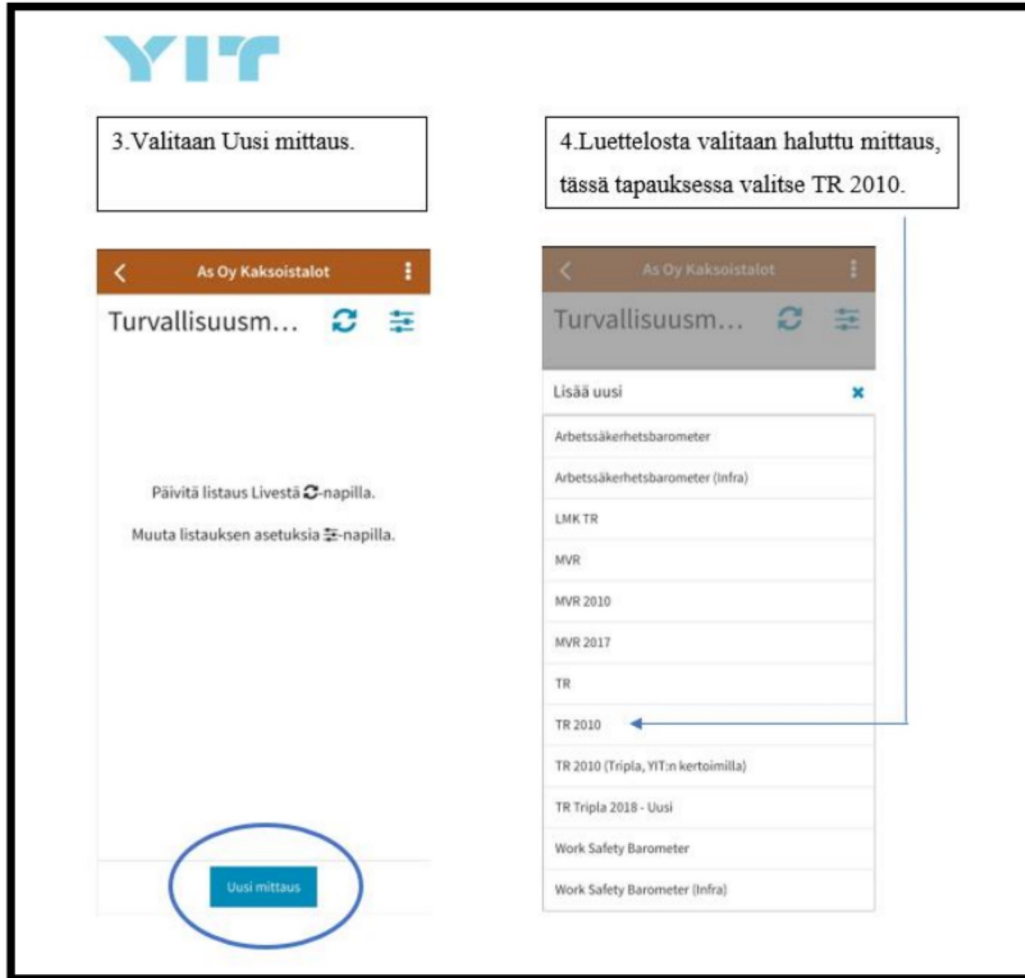 YIT
3.Valitaan Uusi mittaus.
4.Luettelosta valitaan haluttu mittaus,
tässä tapauksessa valitse TR 2010.
As Oy Kaksoistalot
Turvallisuusm...
Päivitä listaus Livestä -napilla.
Muuta listauksen asetuksia -napilla.
Uusi mittaus
As Oy Kaksoistalot
Turvallisuusm...
Lisää uusi
Arbetssäkerhetsbarometer
Arbetssäkerhetsbarometer (Infra)
LMK TR
MVR
MVR 2010
MVR 2017
TR
TR 2010
TR 2010 (Tripla, YIT:n kertoimilla)
TR Tripla 2018 - Uusi
Work Safety Barometer
Work Safety Barometer (Infra)